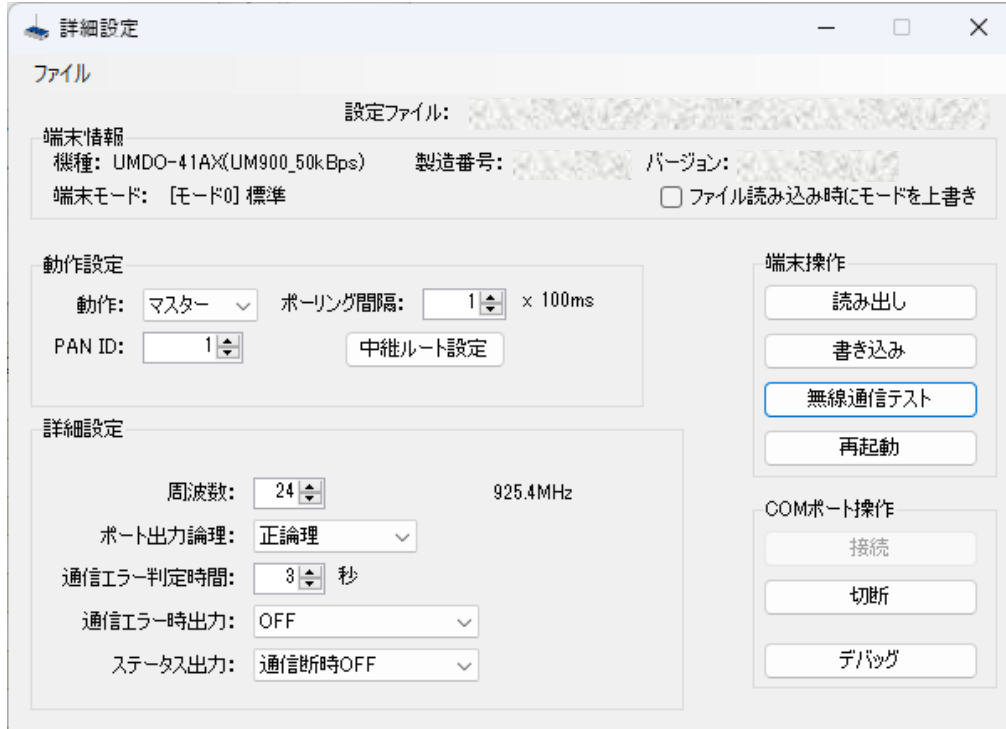 詳細設定
ファイル
設定ファイル:
端末情報
機種: UMDO-41AX(UM900_50kBps) 製造番号: バージョン:
端末モード: [モード0] 標準 ファイル読み込み時にモードを上書き
動作設定
動作: マスター ポーリング間隔: 1 x 100ms
PAN ID: 1 中継ルート設定
端末操作
読み出し
書き込み
無線通信テスト
再起動
詳細設定
周波数: 24 925.4MHz
ポート出力論理: 正論理
通信エラー判定時間: 3 秒
通信エラー時出力: OFF
ステータス出力: 通信断時OFF
COMポート操作
接続
切断
デバッグ